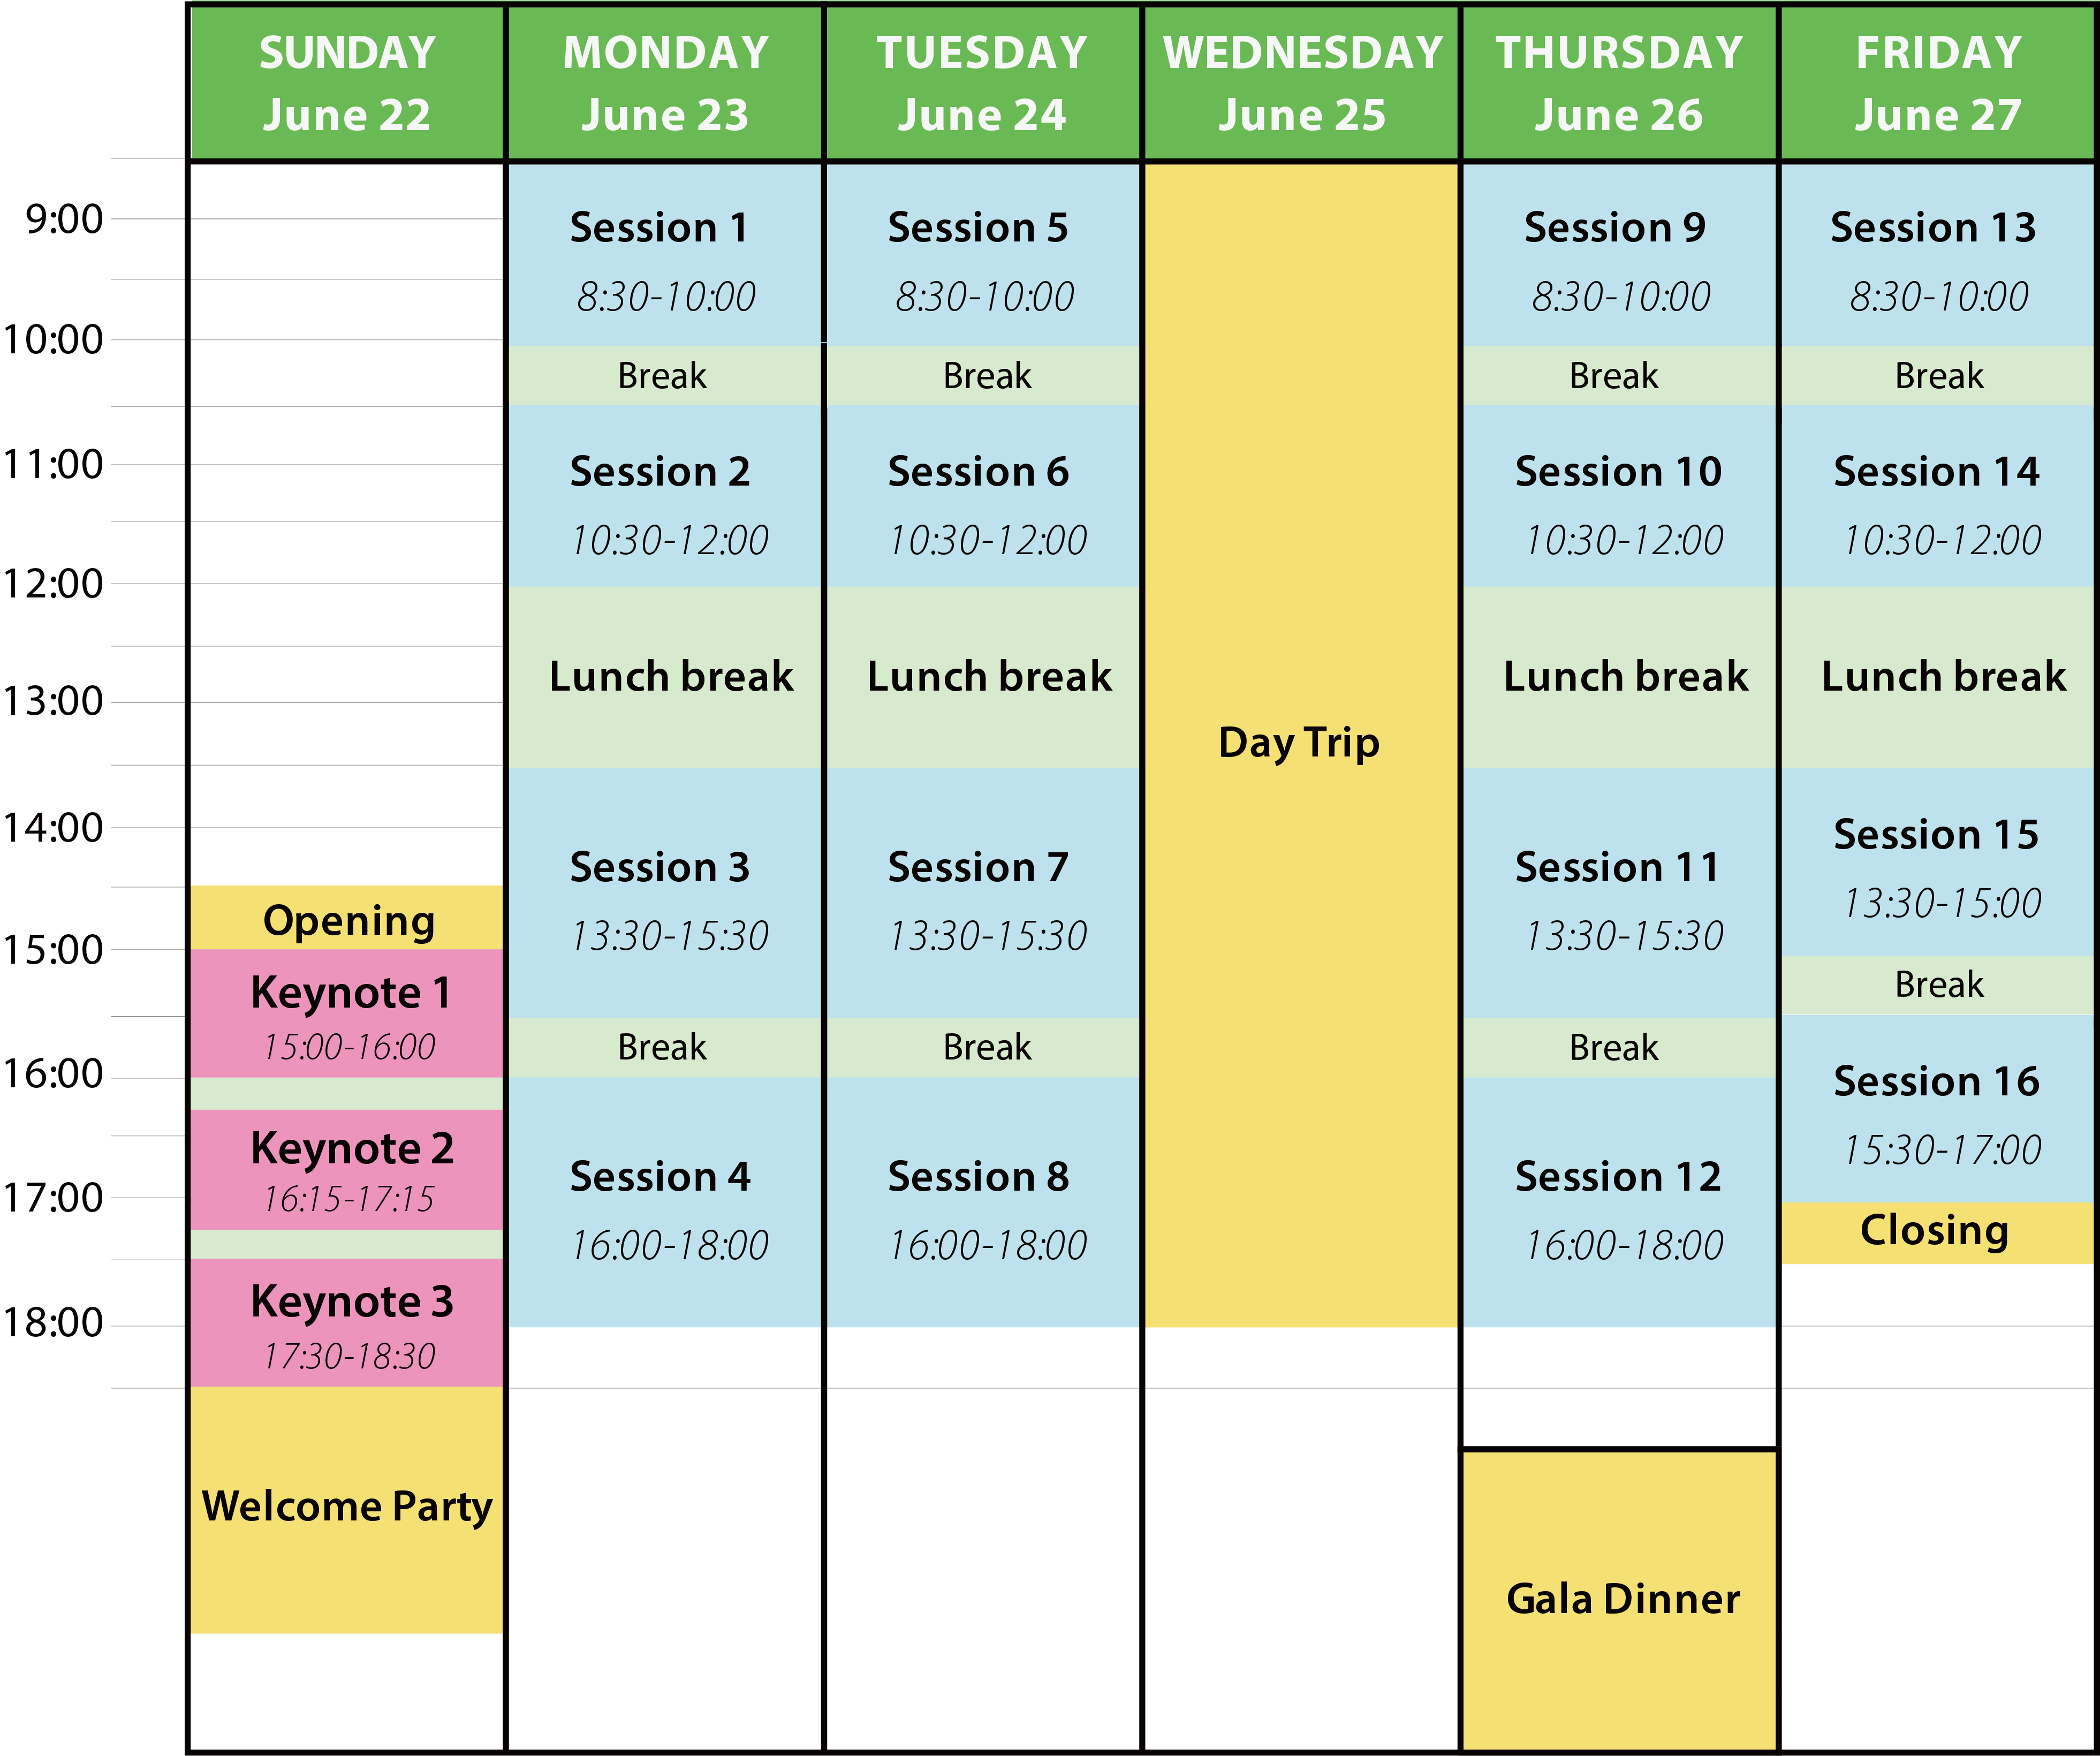 SUNDAY
June 22
MONDAY
June 23
TUESDAY
June 24
WEDNESDAY
June 25
THURSDAY
June 26
FRIDAY
June 27
9:00
10:00
11:00
12:00
13:00
14:00
15:00
16:00
17:00
18:00
Opening
Keynote 1
15:00-16:00
Keynote 2
16:15-17:15
Keynote 3
17:30-18:30
Welcome Party
Session 1
8:30-10:00
Break
Session 2
10:30-12:00
Lunch break
Session 3
13:30-15:30
Break
Session 4
16:00-18:00
Session 5
8:30-10:00
Break
Session 6
10:30-12:00
Lunch break
Session 7
13:30-15:30
Break
Session 8
16:00-18:00
Day Trip
Session 9
8:30-10:00
Break
Session 10
10:30-12:00
Lunch break
Session 11
13:30-15:30
Break
Session 12
16:00-18:00
Gala Dinner
Session 13
8:30-10:00
Break
Session 14
10:30-12:00
Lunch break
Session 15
13:30-15:00
Break
Session 16
15:30-17:00
Closing